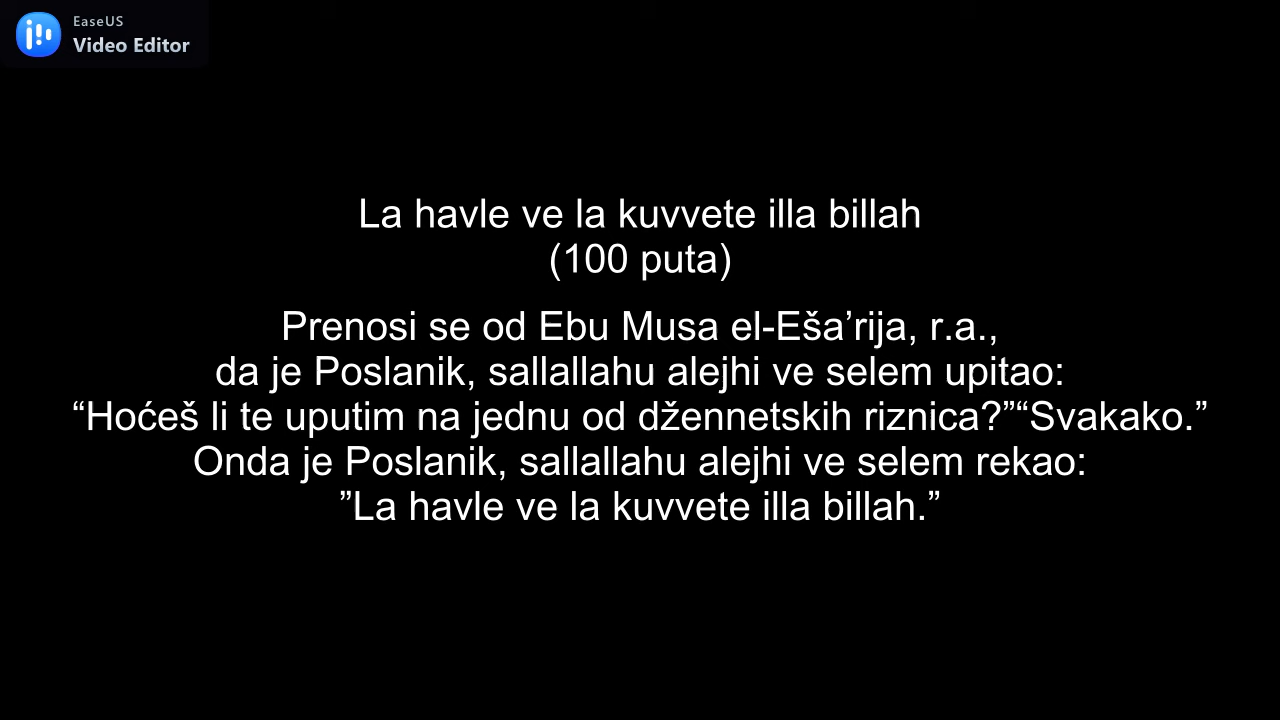 EaseUS
Video Editor
La havle ve la kuvvete illa billah
(100 puta)
Prenosi se od Ebu Musa el-Eša’rija, r.a.,
da je Poslanik, sallallahu alejhi ve selem upitao:
“Hoćeš li te uputim na jednu od džennetskih riznica?”“Svakako.”
Onda je Poslanik, sallallahu alejhi ve selem rekao:
”La havle ve la kuvvete illa billah.”